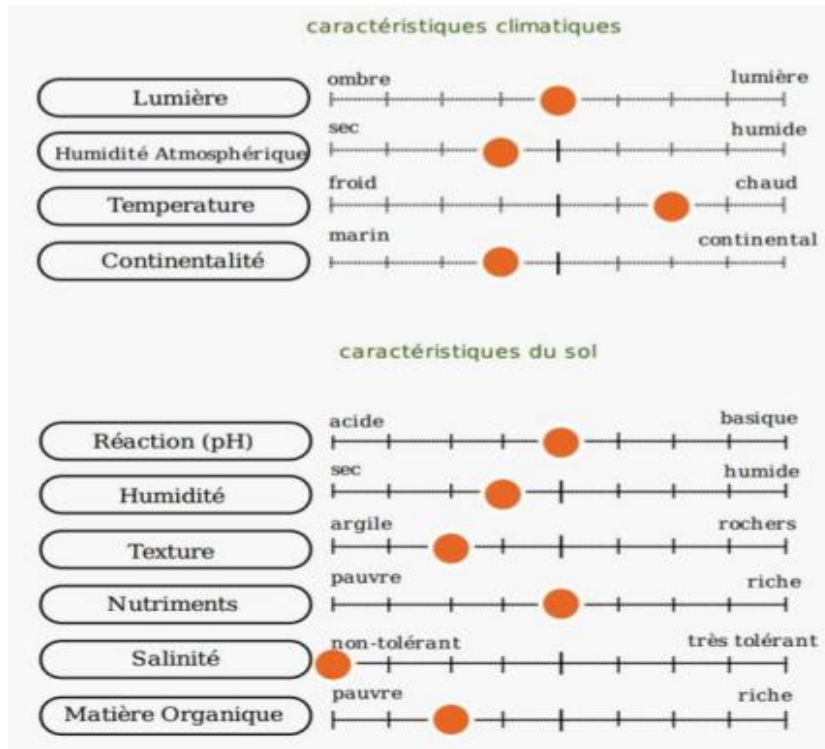 caractéristiques climatiques
Lumière
ombre
lumière
Humidité Atmosphérique
sec
humide
Temperature
froid
chaud
Continentalité
marin
continental
caractéristiques du sol
Réaction (pH)
acide
basique
Humidité
sec
humide
Texture
argile
rochers
Nutriments
pauvre
riche
Salinité
non-tolérant
très tolérant
Matière Organique
pauvre
riche